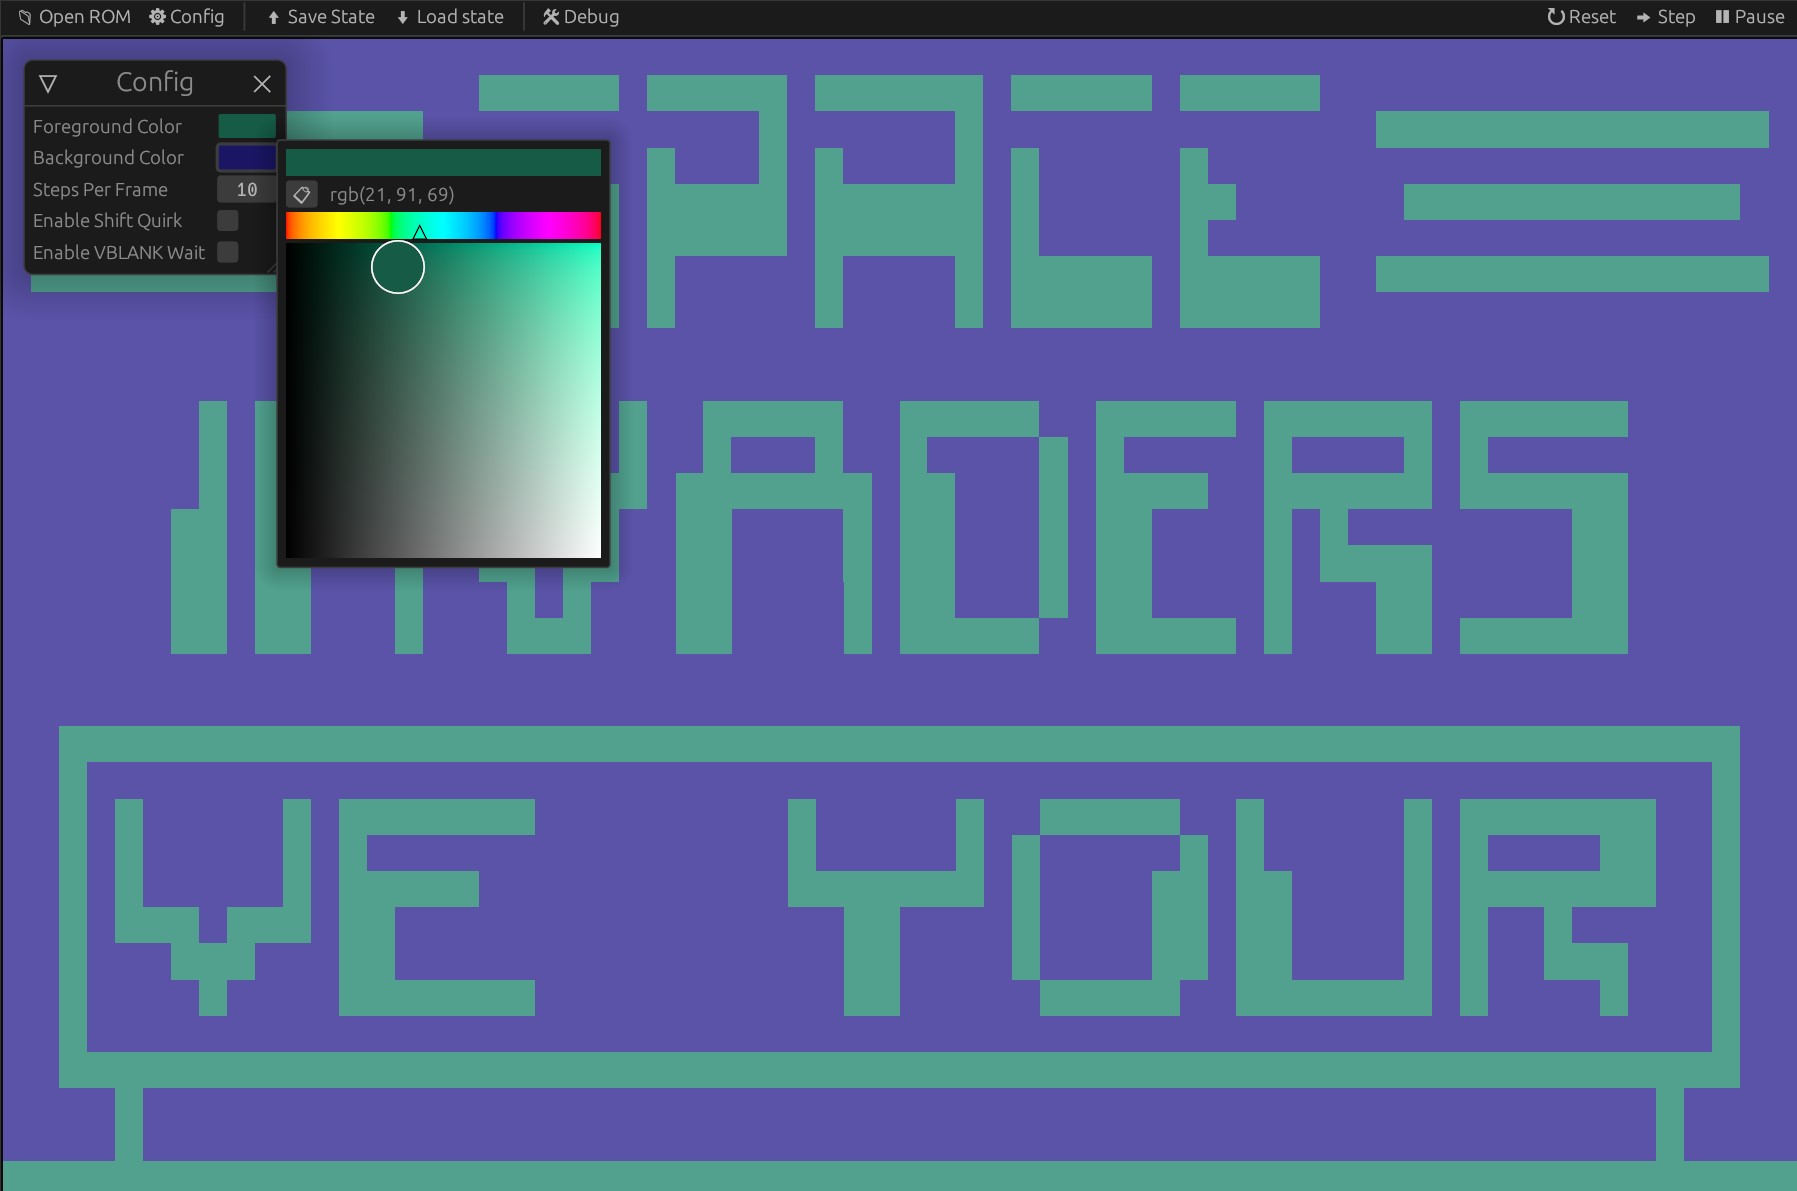 Open ROM Config Save State Load state Debug Reset Step Pause
Config
Foreground Color
Background Color
Steps Per Frame 10
Enable Shift Quirk
Enable VBLANK Wait
rgb(21, 91, 69)
INVADERS
VE YOUR